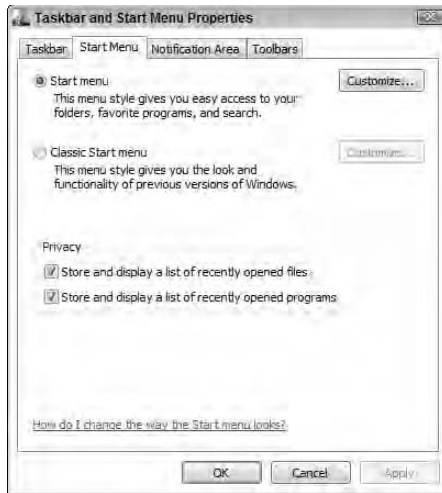 Taskbar and Start Menu Properties
Taskbar Start Menu Notification Area Toolbars
Start menu Customize...
This menu style gives you easy access to your
folders, favorite programs, and search.
Classic Start menu Customize...
This menu style gives you the look and
functionality of previous versions of Windows.
Privacy
Store and display a list of recently opened files
Store and display a list of recently opened programs
How do I change the way the Start menu looks?
OK Cancel Apply